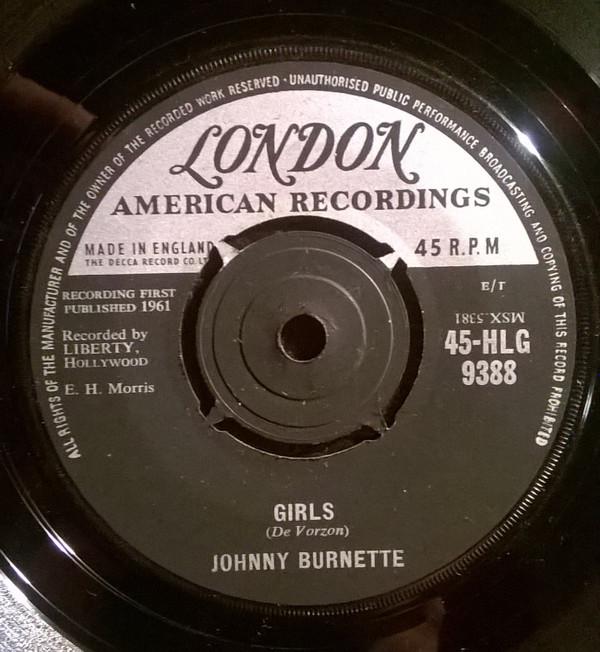 ALL RIGHTS OF THE MANUFACTURER AND OF THE OWNER OF THE RECORDED WORK RESERVED · UNAUTHORISED PUBLIC PERFORMANCE BROADCASTING AND COPYING OF THIS RECORD PROHIBITED
LONDON
AMERICAN RECORDINGS
MADE IN ENGLAND
THE DECCA RECORD CO. LT
45 R.P.M
RECORDING FIRST
PUBLISHED 1961
Recorded by
LIBERTY,
HOLLYWOOD
E. H. Morris
E/T
MSX.5381
45-HLG
9388
GIRLS
(De Vorzon)
JOHNNY BURNETTE